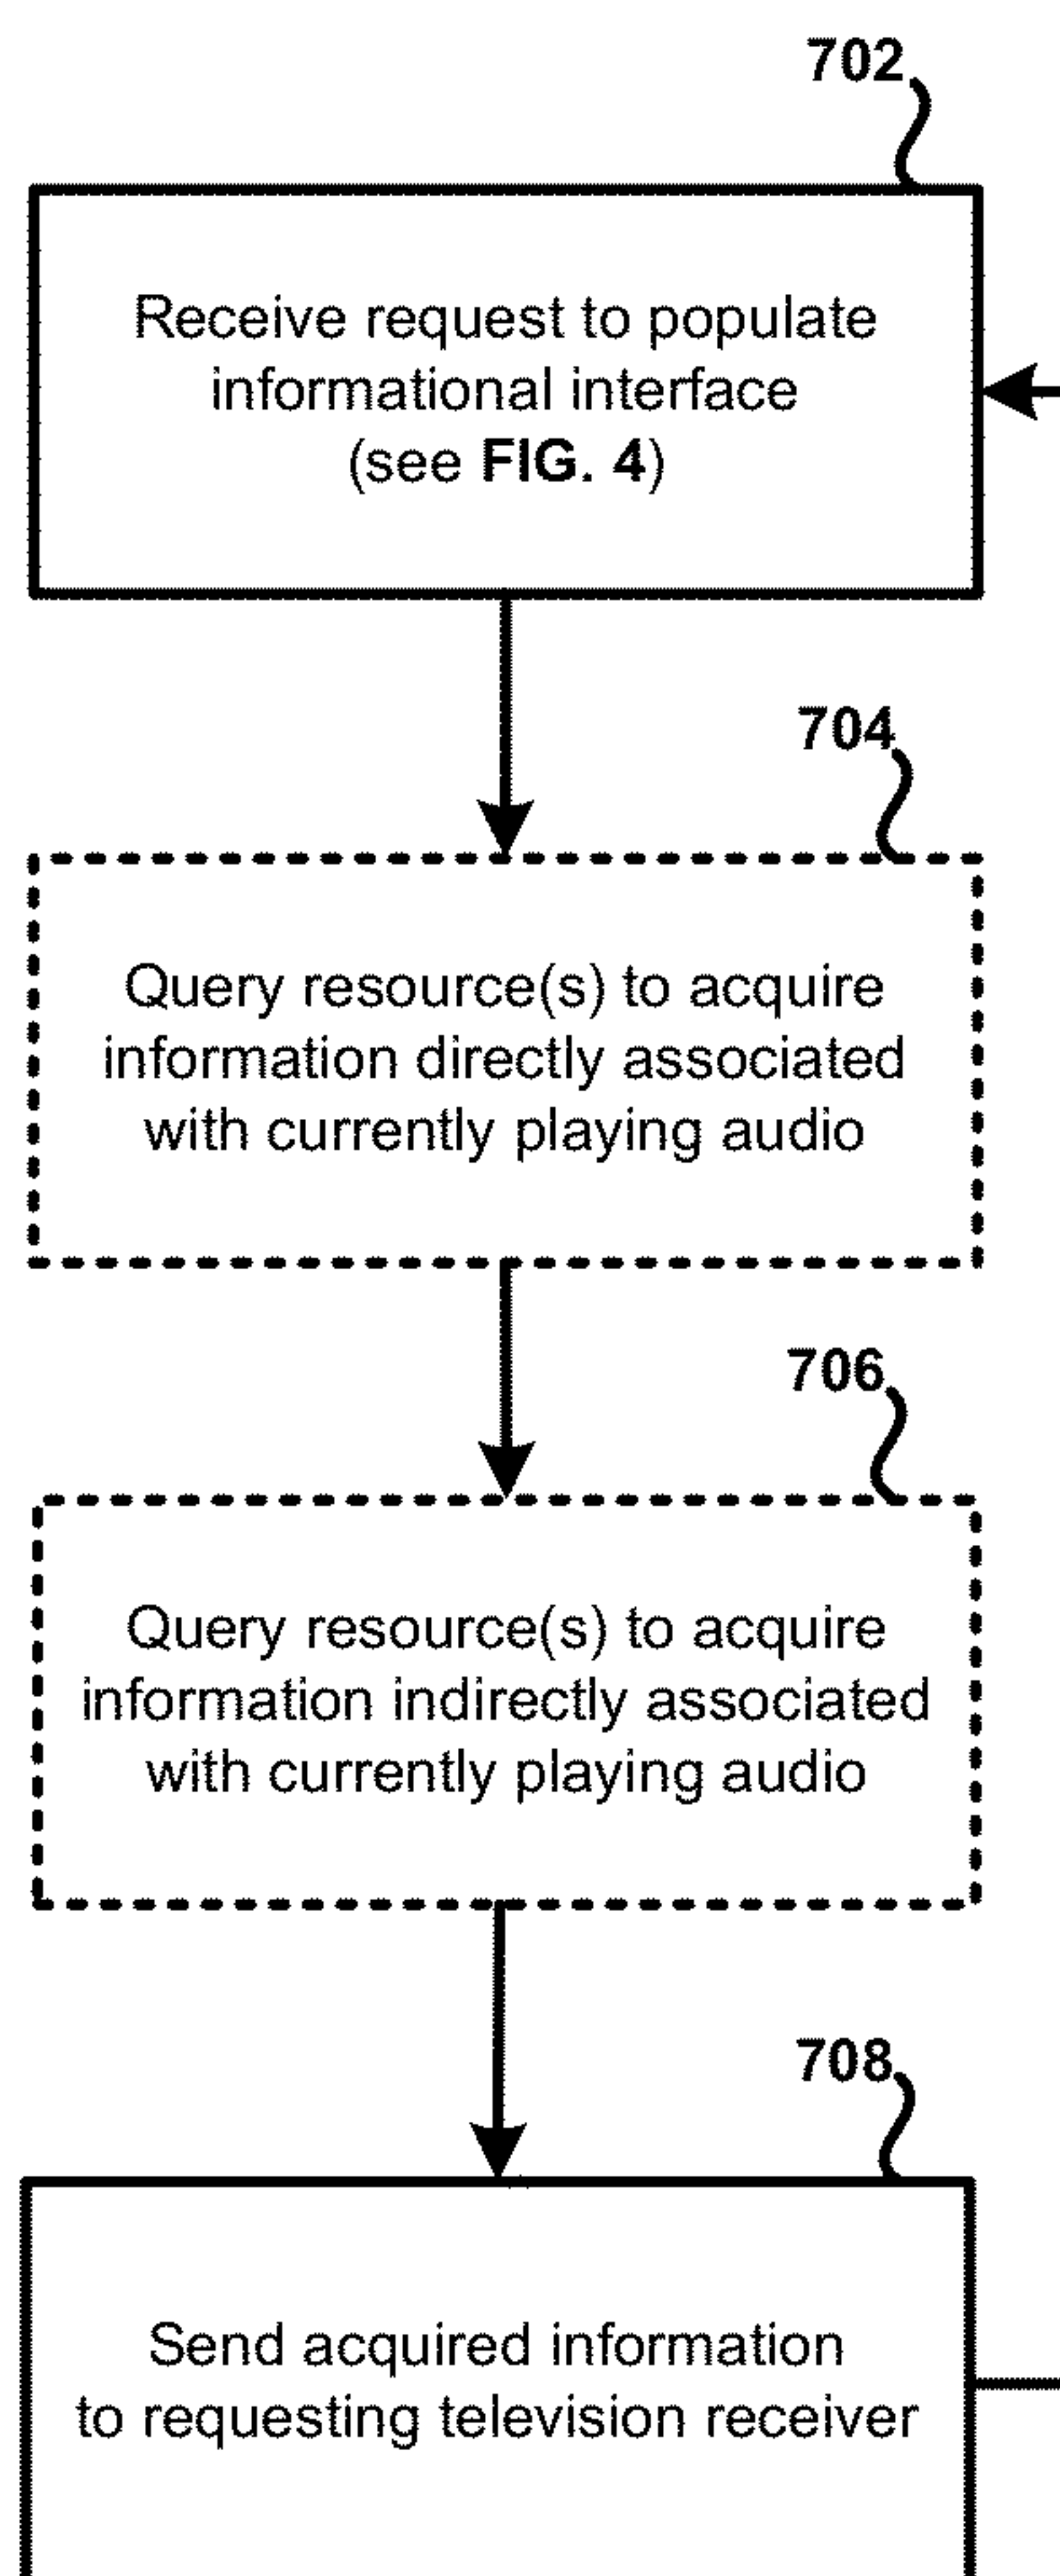 702
Receive request to populate
informational interface
(see FIG. 4)
704
Query resource(s) to acquire
information directly associated
with currently playing audio
706
Query resource(s) to acquire
information indirectly associated
with currently playing audio
708
Send acquired information
to requesting television receiver